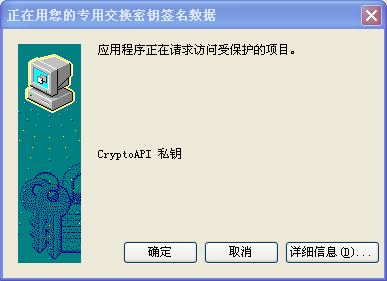 正在用您的专用交换密钥签名数据
应用程序正在请求访问受保护的项目。
CryptoAPI 私钥
确定
取消
详细信息(D)...